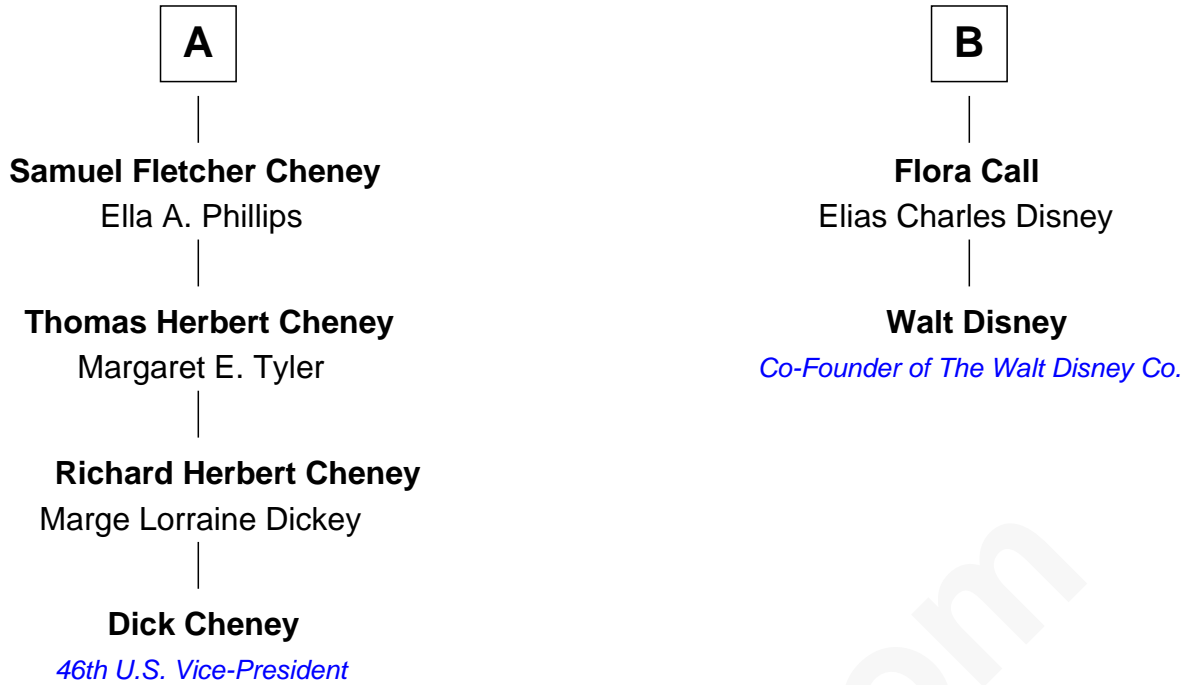 A
Samuel Fletcher Cheney
Ella A. Phillips
Thomas Herbert Cheney
Margaret E. Tyler
Richard Herbert Cheney
Marge Lorraine Dickey
Dick Cheney
46th U.S. Vice-President
B
Flora Call
Elias Charles Disney
Walt Disney
Co-Founder of The Walt Disney Co.
om